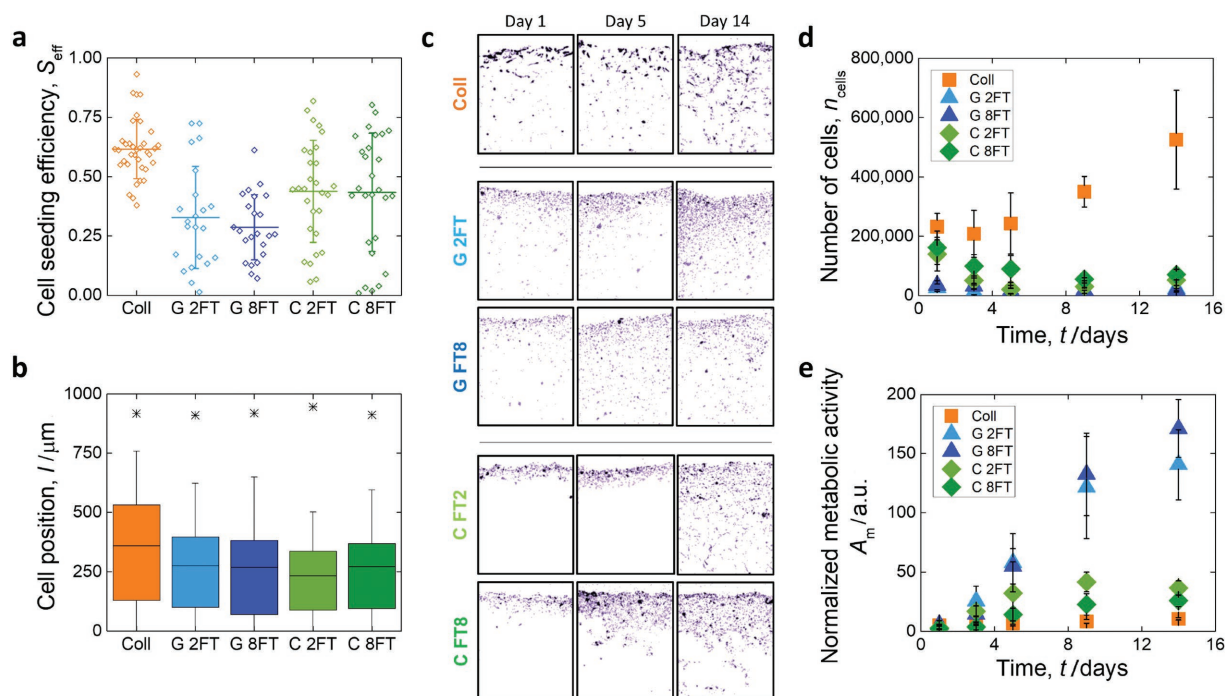 a
Cell seeding efficiency, S_eff
1.00
0.75
0.50
0.25
0.00
Coll G 2FT G 8FT C 2FT C 8FT
b
Cell position, l /μm
1000
750
500
250
0
Coll G 2FT G 8FT C 2FT C 8FT
c
Day 1 Day 5 Day 14
Coll
G 2FT
G FT8
C FT2
C FT8
d
Number of cells, n_cells
800,000
600,000
400,000
200,000
0
Coll
G 2FT
G 8FT
C 2FT
C 8FT
0 4 8 12 16
Time, t /days
e
Normalized metabolic activity
A_m / a.u.
200
150
100
50
0
Coll
G 2FT
G 8FT
C 2FT
C 8FT
0 4 8 12 16
Time, t /days